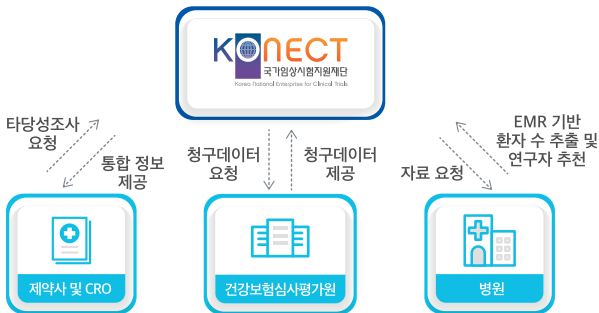 KONECT
국가임상시험지원재단
Korea National Enterprise for Clinical Trials
타당성조사
요청
통합 정보
제공
청구데이터
요청
청구데이터
제공
자료 요청
EMR 기반
환자 수 추출 및
연구자 추천
제약사 및 CRO
건강보험심사평가원
병원